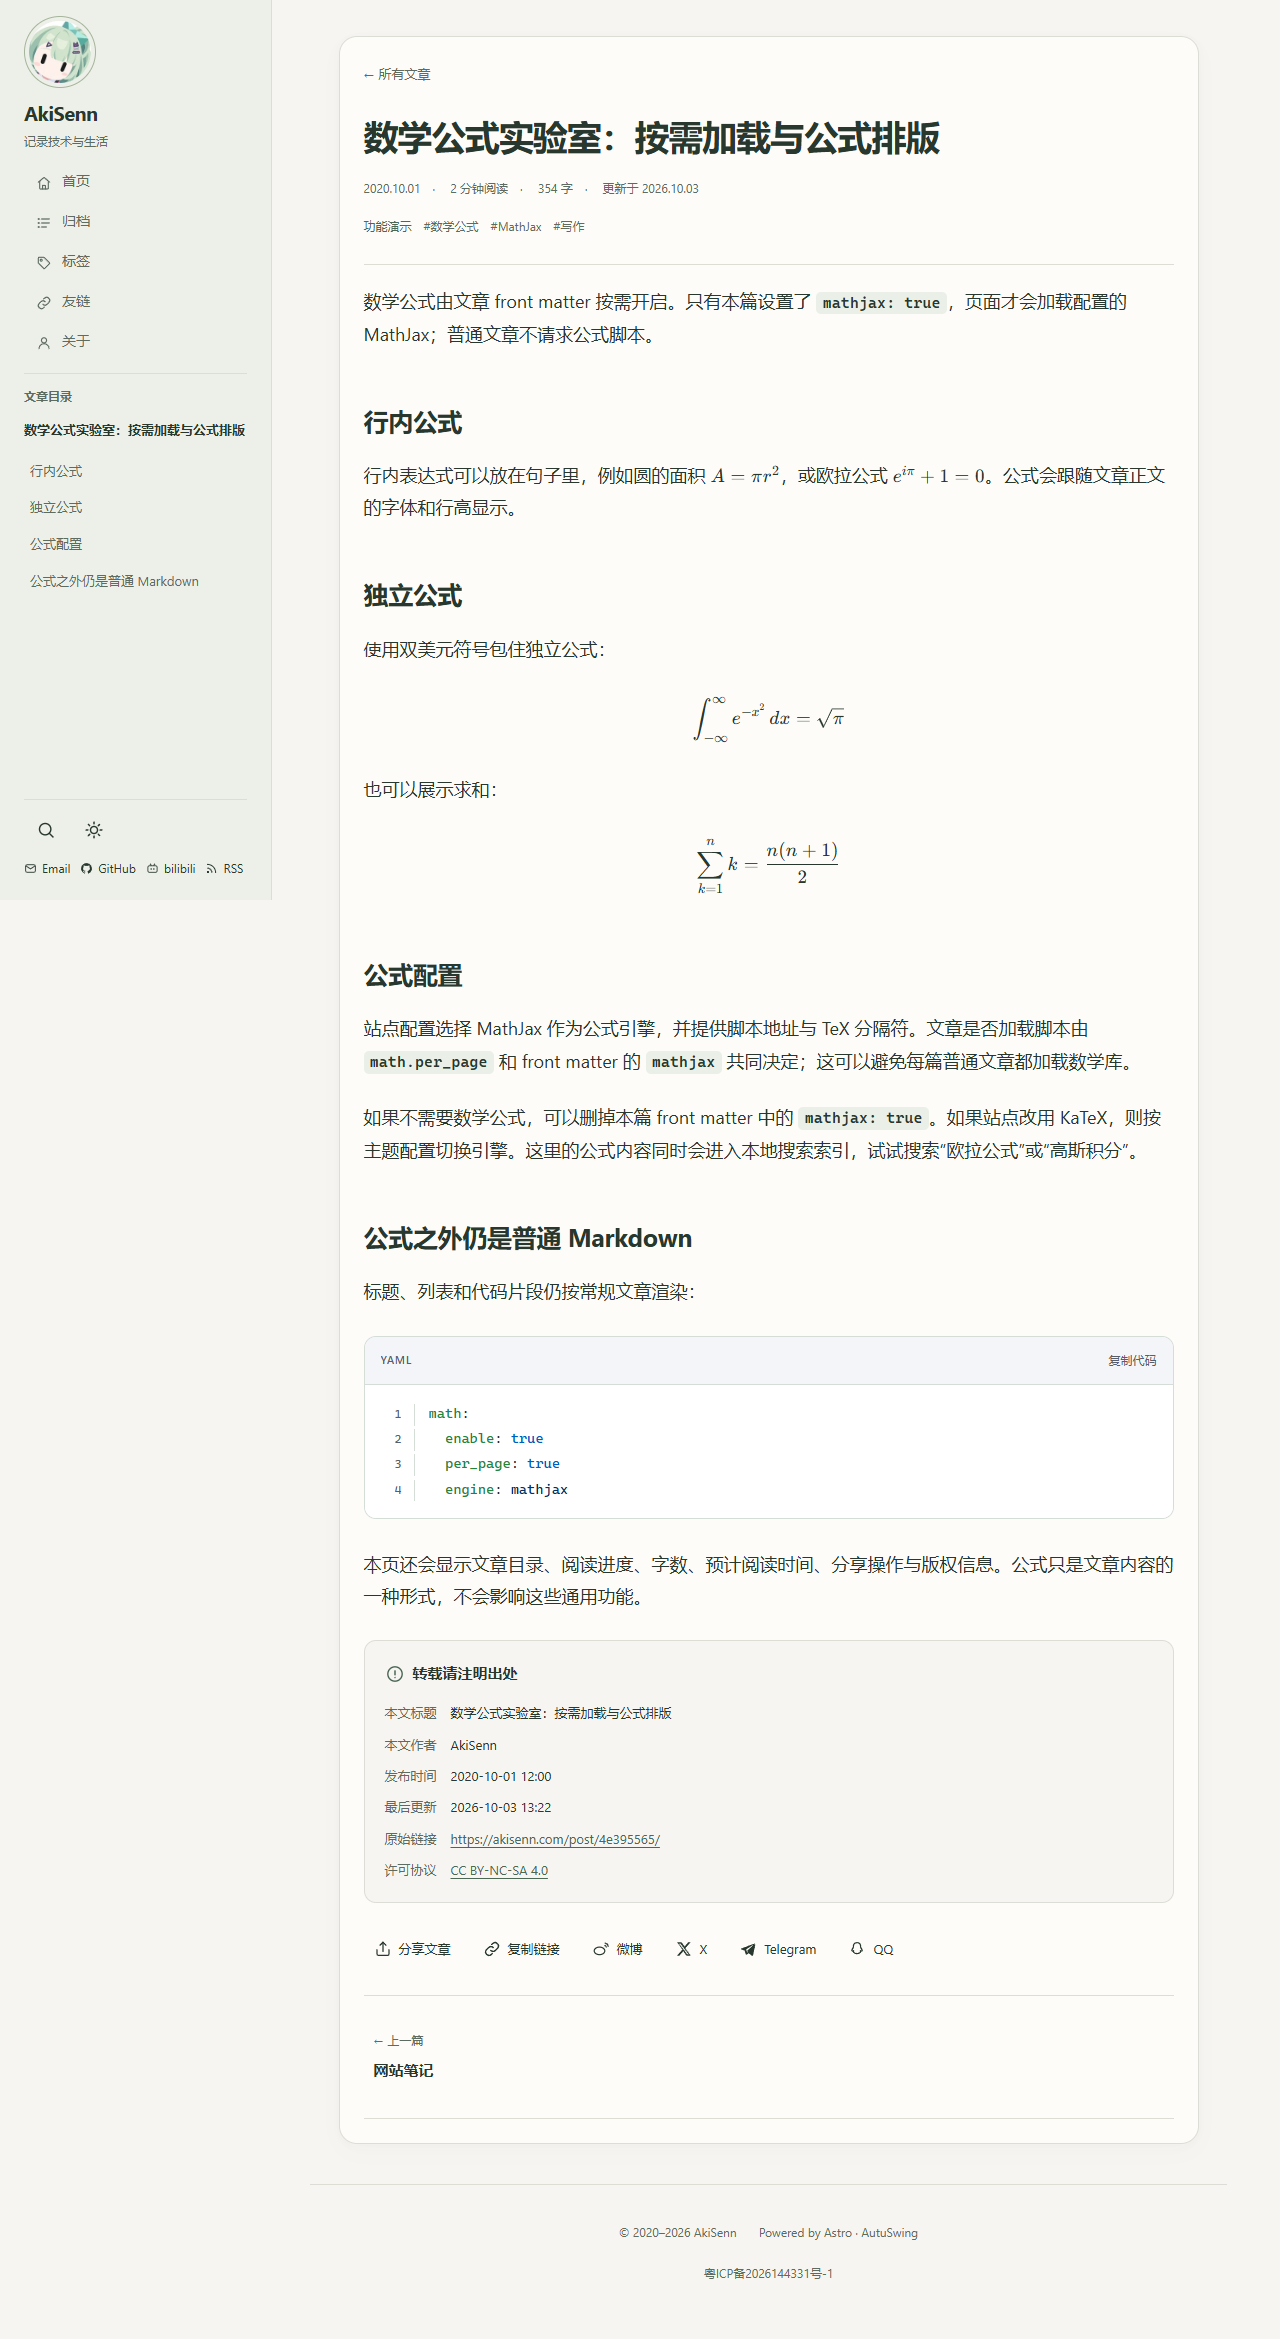 AkiSenn
记录技术与生活
首页
归档
标签
友链
关于
文章目录
数学公式实验室：按需加载与公式排版
行内公式
独立公式
公式配置
公式之外仍是普通 Markdown
Email GitHub bilibili RSS
← 所有文章
数学公式实验室：按需加载与公式排版
2020.10.01 · 2 分钟阅读 · 354 字 · 更新于 2026.10.03
功能演示 #数学公式 #MathJax #写作
数学公式由文章 front matter 按需开启。只有本篇设置了 mathjax: true，页面才会加载配置的
MathJax；普通文章不请求公式脚本。
行内公式
行内表达式可以放在句子里，例如圆的面积 A = πr²，或欧拉公式 e^{iπ} + 1 = 0。公式会跟随文章正文
的字体和行高显示。
独立公式
使用双美元符号包住独立公式：
∫_{−∞}^{∞} e^{−x²} dx = √π
也可以展示求和：
∑_{k=1}^{n} k = n(n + 1)/2
公式配置
站点配置选择 MathJax 作为公式引擎，并提供脚本地址与 TeX 分隔符。文章是否加载脚本由
math.per_page 和 front matter 的 mathjax 共同决定；这可以避免每篇普通文章都加载数学库。
如果不需要数学公式，可以删掉本篇 front matter 中的 mathjax: true。如果站点改用 KaTeX，则按
主题配置切换引擎。这里的公式内容同时会进入本地搜索索引，试试搜索“欧拉公式”或“高斯积分”。
公式之外仍是普通 Markdown
标题、列表和代码片段仍按常规文章渲染：
YAML 复制代码
1 math:
2   enable: true
3   per_page: true
4   engine: mathjax
本页还会显示文章目录、阅读进度、字数、预计阅读时间、分享操作与版权信息。公式只是文章内容的
一种形式，不会影响这些通用功能。
转载请注明出处
本文标题 数学公式实验室：按需加载与公式排版
本文作者 AkiSenn
发布时间 2020-10-01 12:00
最后更新 2026-10-03 13:22
原始链接 https://akisenn.com/post/4e395565/
许可协议 CC BY-NC-SA 4.0
分享文章 复制链接 微博 X Telegram QQ
← 上一篇
网站笔记
© 2020–2026 AkiSenn Powered by Astro · AutuSwing
粤ICP备2026144331号-1